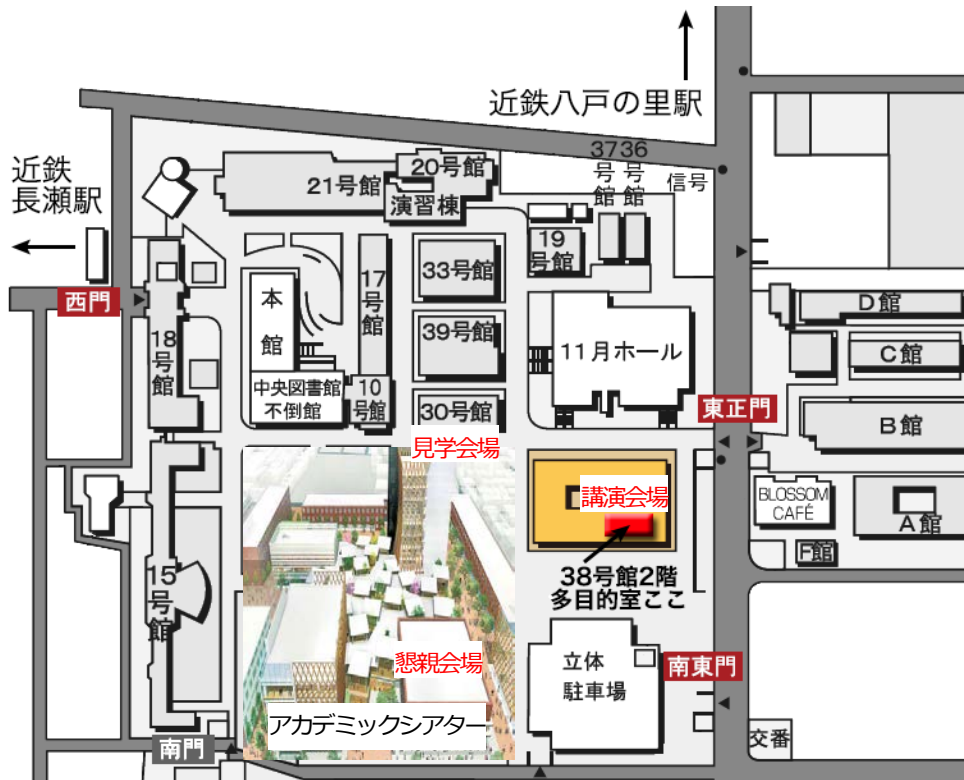 近鉄八戸の里駅
近鉄
長瀬駅
20号館
21号館
演習棟
37
号
館
36
号
館
信号
19
号館
33号館
17
号
館
本
館
西門
18
号
館
39号館
11月ホール
D館
C館
中央図書館
不倒館
10
号館
30号館
東正門
B館
見学会場
講演会場
BLOSSOM
CAFÉ
A館
F館
38号館2階
多目的室ここ
15
号
館
懇親会場
立体
駐車場
南東門
アカデミックシアター
南門
交番